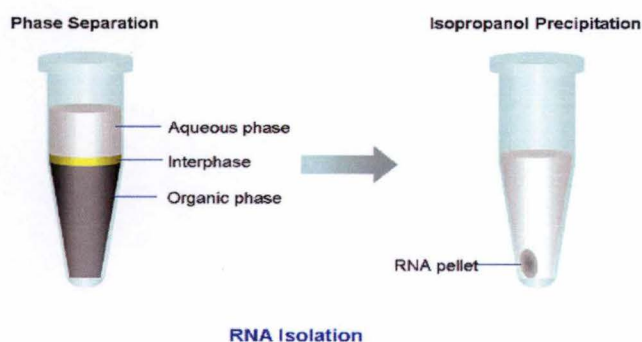 Phase Separation
Isopropanol Precipitation
Aqueous phase
Interphase
Organic phase
RNA pellet
RNA Isolation